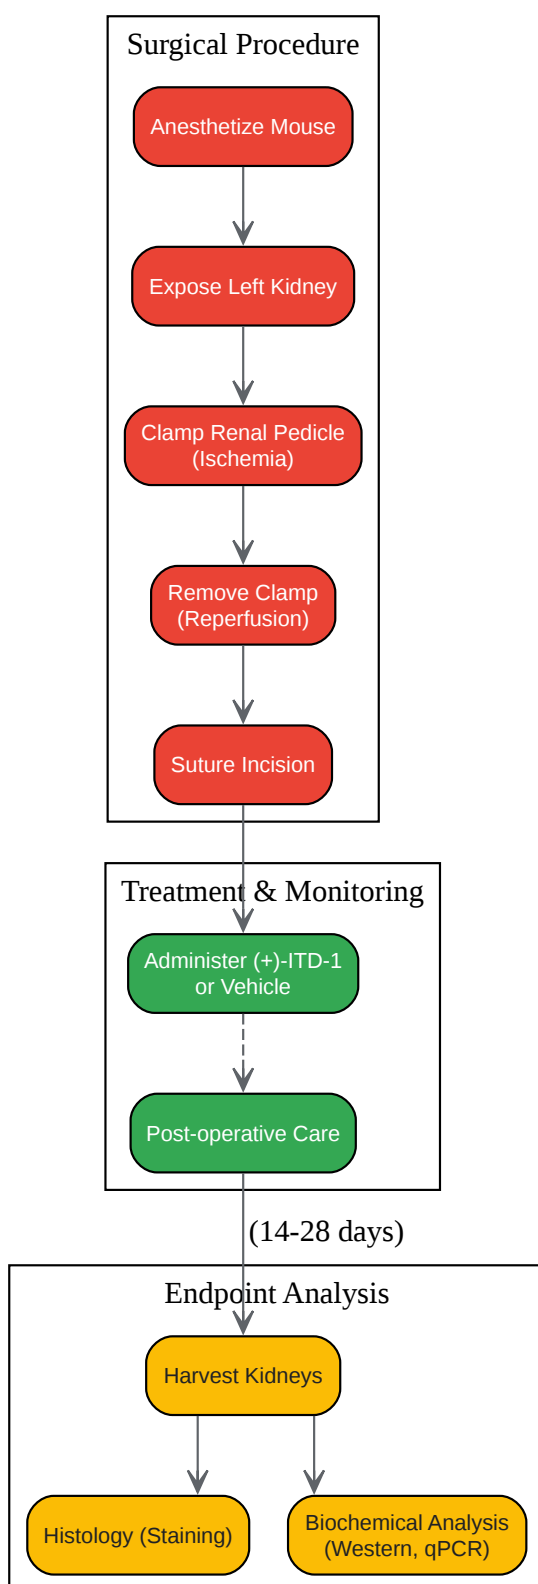 Surgical Procedure
Anesthetize Mouse
Expose Left Kidney
Clamp Renal Pedicle
(Ischemia)
Remove Clamp
(Reperfusion)
Suture Incision
Treatment & Monitoring
Administer (+)-ITD-1
or Vehicle
Post-operative Care
(14-28 days)
Endpoint Analysis
Harvest Kidneys
Histology (Staining)
Biochemical Analysis
(Western, qPCR)